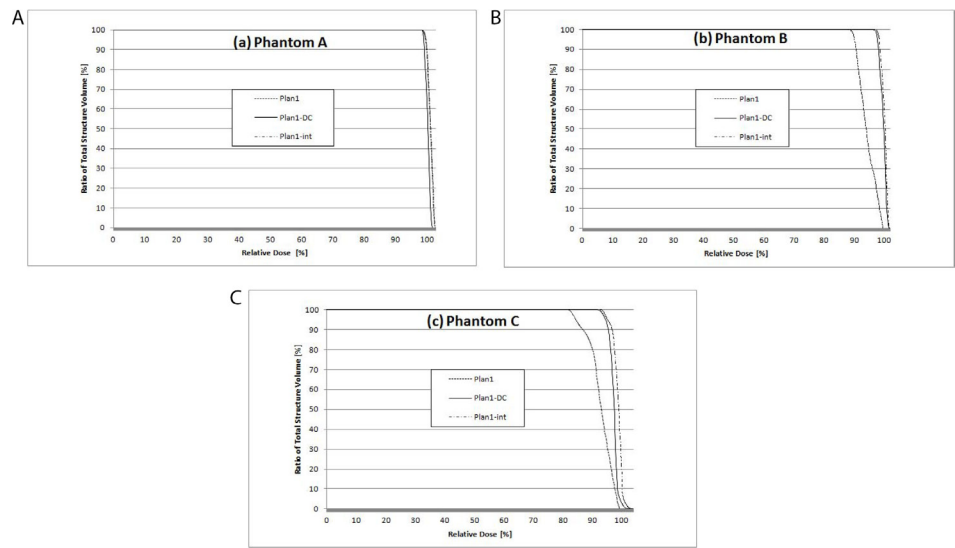 A
(a) Phantom A
Ratio of Total Structure Volume [%]
100
90
80
70
60
50
40
30
20
10
0
Plan1
Plan1-DC
Plan1-int
0 10 20 30 40 50 60 70 80 90 100
Relative Dose [%]
B
(b) Phantom B
Ratio of Total Structure Volume [%]
100
90
80
70
60
50
40
30
20
10
0
Plan1
Plan1-DC
Plan1-int
0 10 20 30 40 50 60 70 80 90 100
Relative Dose [%]
C
(c) Phantom C
Ratio of Total Structure Volume [%]
100
90
80
70
60
50
40
30
20
10
0
Plan1
Plan1-DC
Plan1-int
0 10 20 30 40 50 60 70 80 90 100
Relative Dose [%]